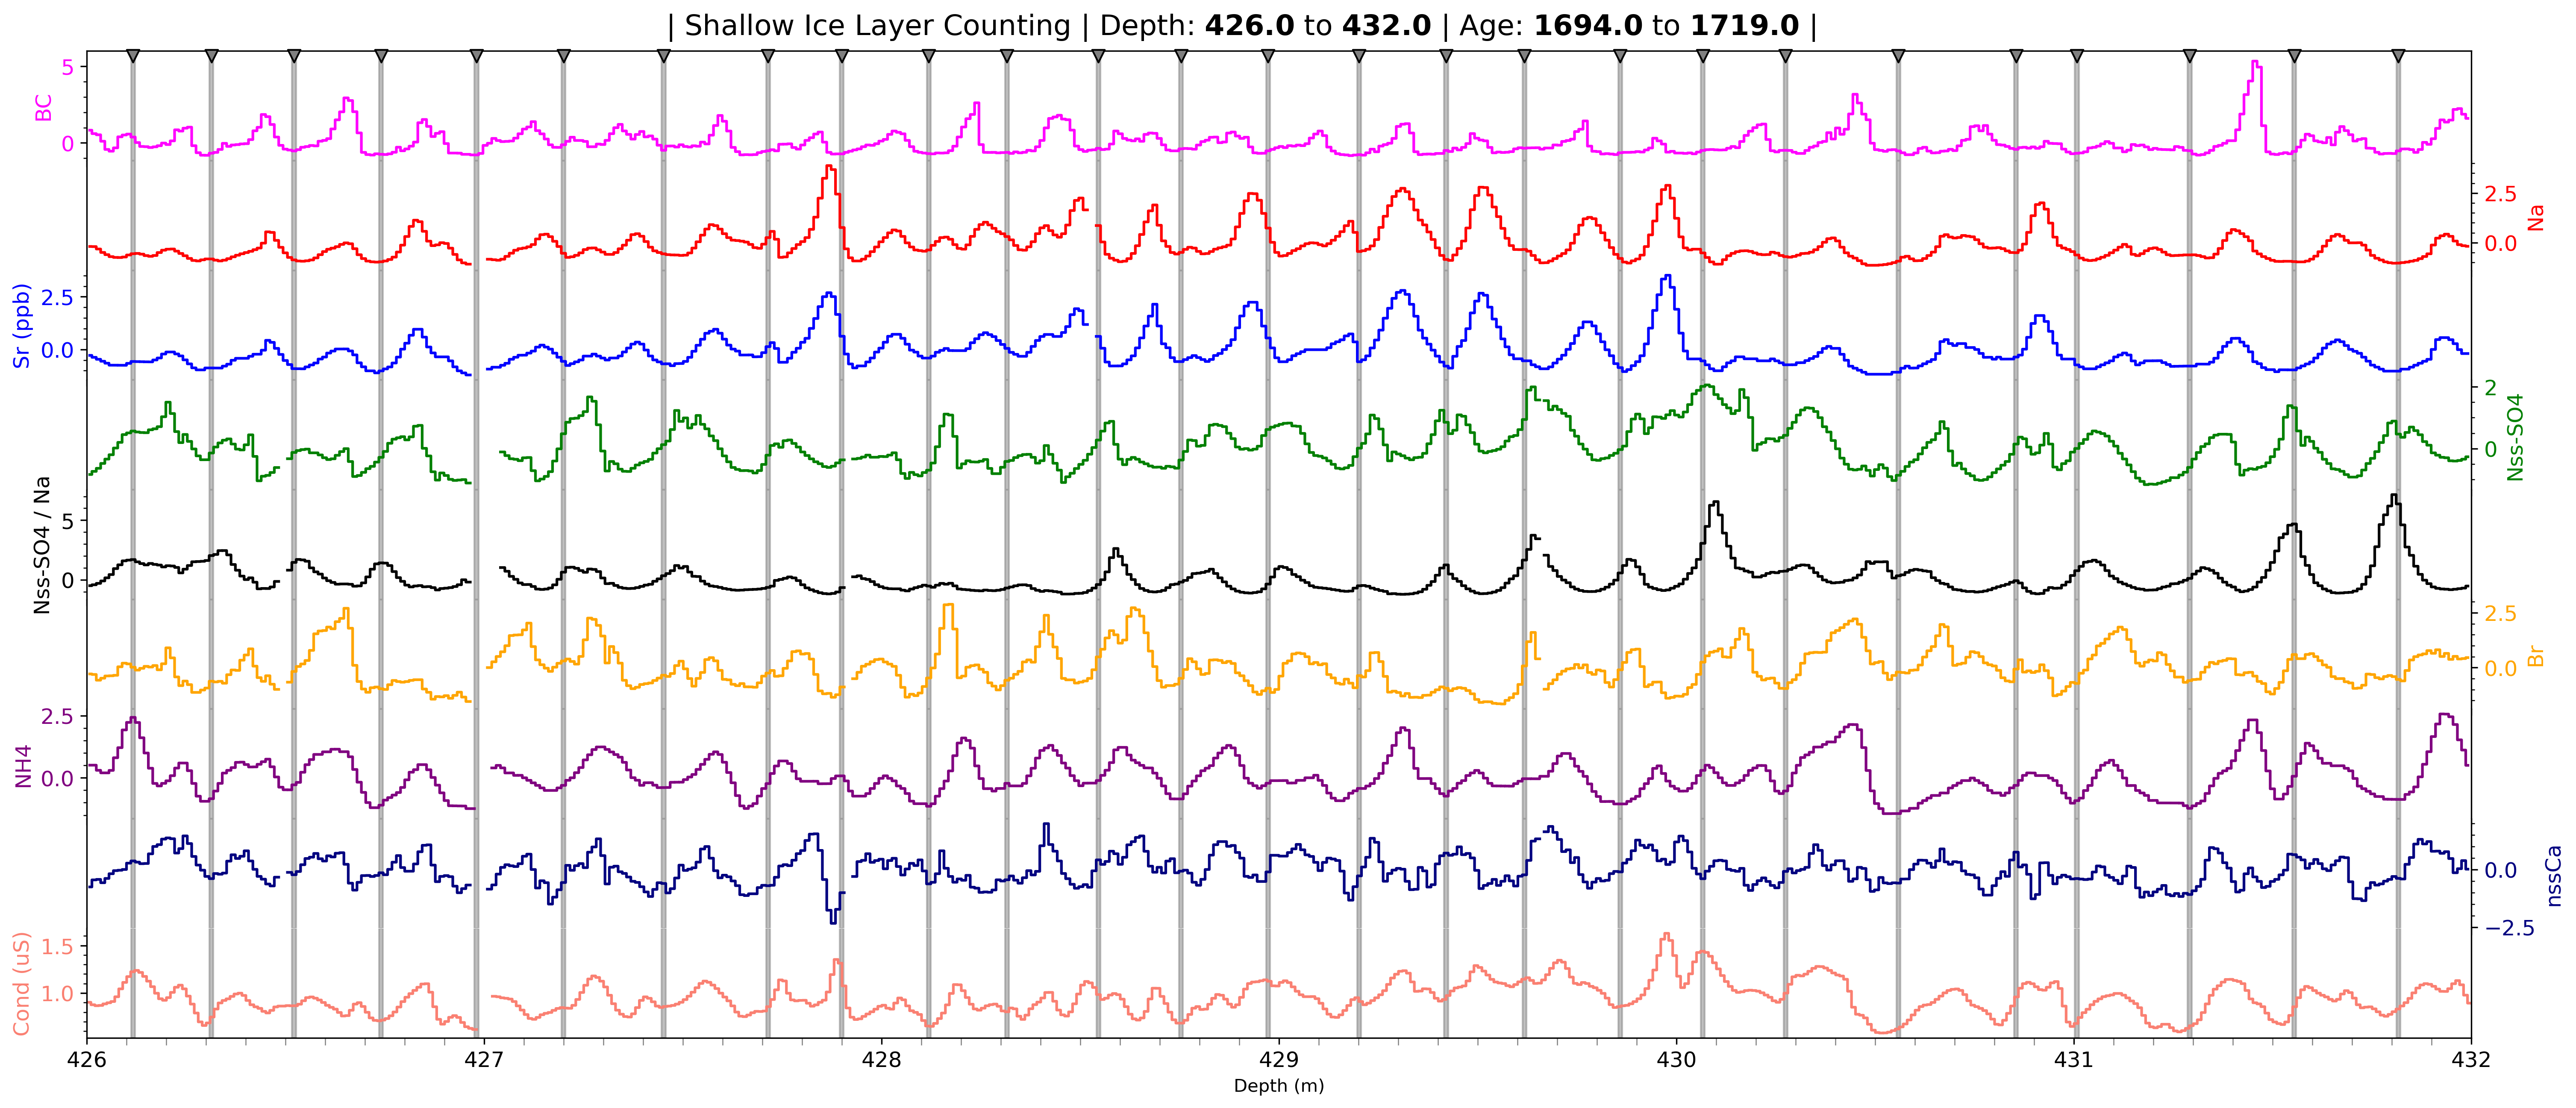 | Shallow Ice Layer Counting | Depth: 426.0 to 432.0 | Age: 1694.0 to 1719.0 |
5
0
BC
2.5
0.0
Na
2.5
0.0
Sr (ppb)
2
0
Nss-SO4
5
0
Nss-SO4 / Na
2.5
0.0
Br
2.5
0.0
NH4
0.0
−2.5
nssCa
1.5
1.0
Cond (uS)
426 427 428 429 430 431 432
Depth (m)